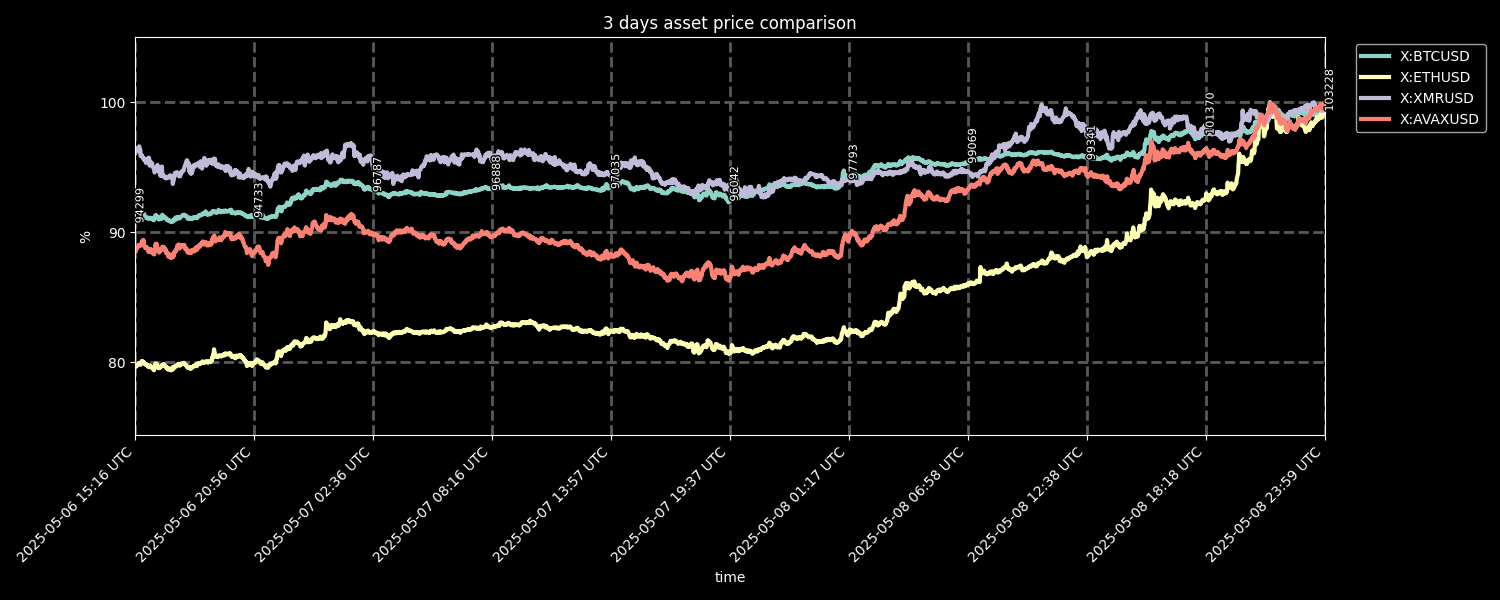 3 days asset price comparison
X:BTCUSD
X:ETHUSD
X:XMRUSD
X:AVAXUSD
%
100
90
80
94299
94733
96787
96888
97035
96042
97793
99069
99341
101370
103228
2025-05-06 15:16 UTC
2025-05-06 20:56 UTC
2025-05-07 02:36 UTC
2025-05-07 08:16 UTC
2025-05-07 13:57 UTC
2025-05-07 19:37 UTC
2025-05-08 01:17 UTC
2025-05-08 06:58 UTC
2025-05-08 12:38 UTC
2025-05-08 18:18 UTC
2025-05-08 23:59 UTC
time